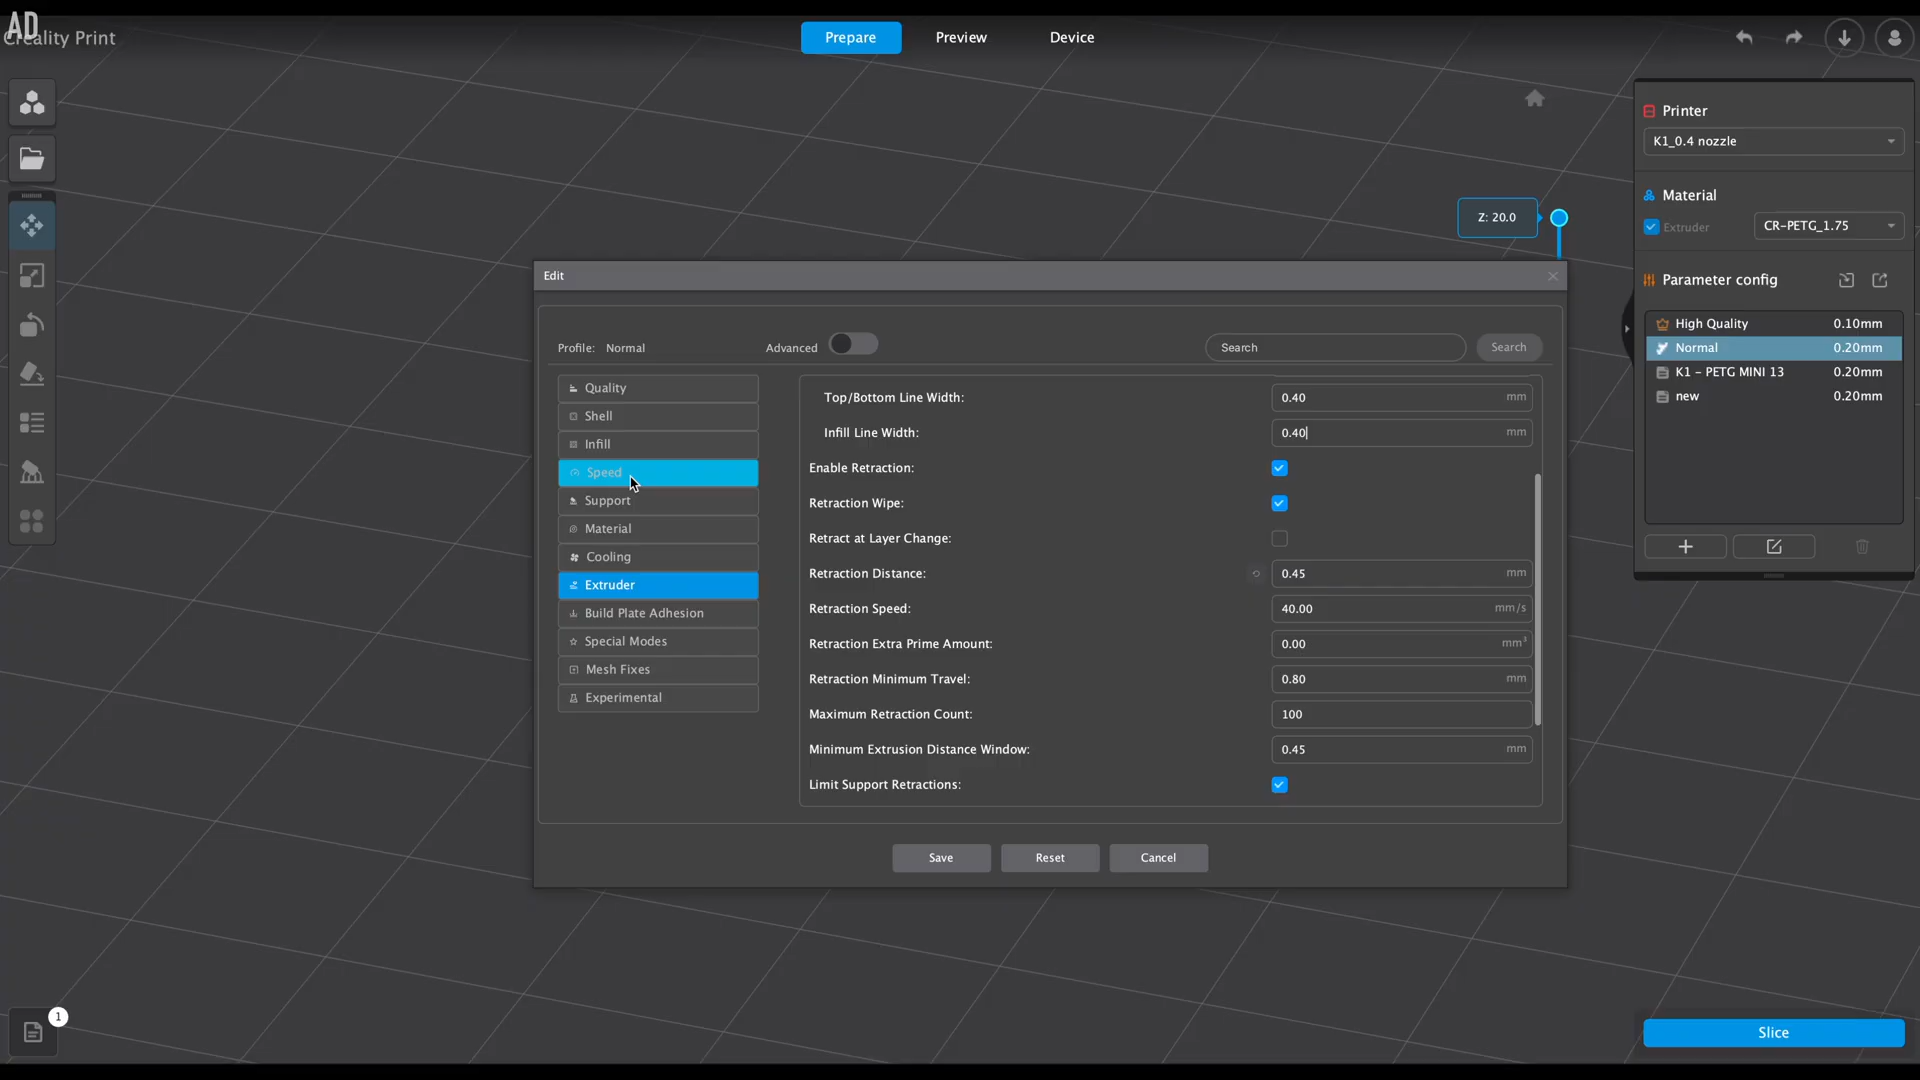 AD
Creality Print
Prepare
Preview
Device
Printer
K1_0.4 nozzle
Material
Extruder
CR-PETG_1.75
Parameter config
High Quality 0.10mm
Normal 0.20mm
K1 - PETG MINI 13 0.20mm
new 0.20mm
Z: 20.0
Edit
Profile: Normal
Advanced
Search
Search
Quality
Shell
Infill
Speed
Support
Material
Cooling
Extruder
Build Plate Adhesion
Special Modes
Mesh Fixes
Experimental
Top/Bottom Line Width: 0.40 mm
Infill Line Width: 0.40 mm
Enable Retraction:
Retraction Wipe:
Retract at Layer Change:
Retraction Distance: 0.45 mm
Retraction Speed: 40.00 mm/s
Retraction Extra Prime Amount: 0.00 mm³
Retraction Minimum Travel: 0.80 mm
Maximum Retraction Count: 100
Minimum Extrusion Distance Window: 0.45 mm
Limit Support Retractions:
Save
Reset
Cancel
1
Slice